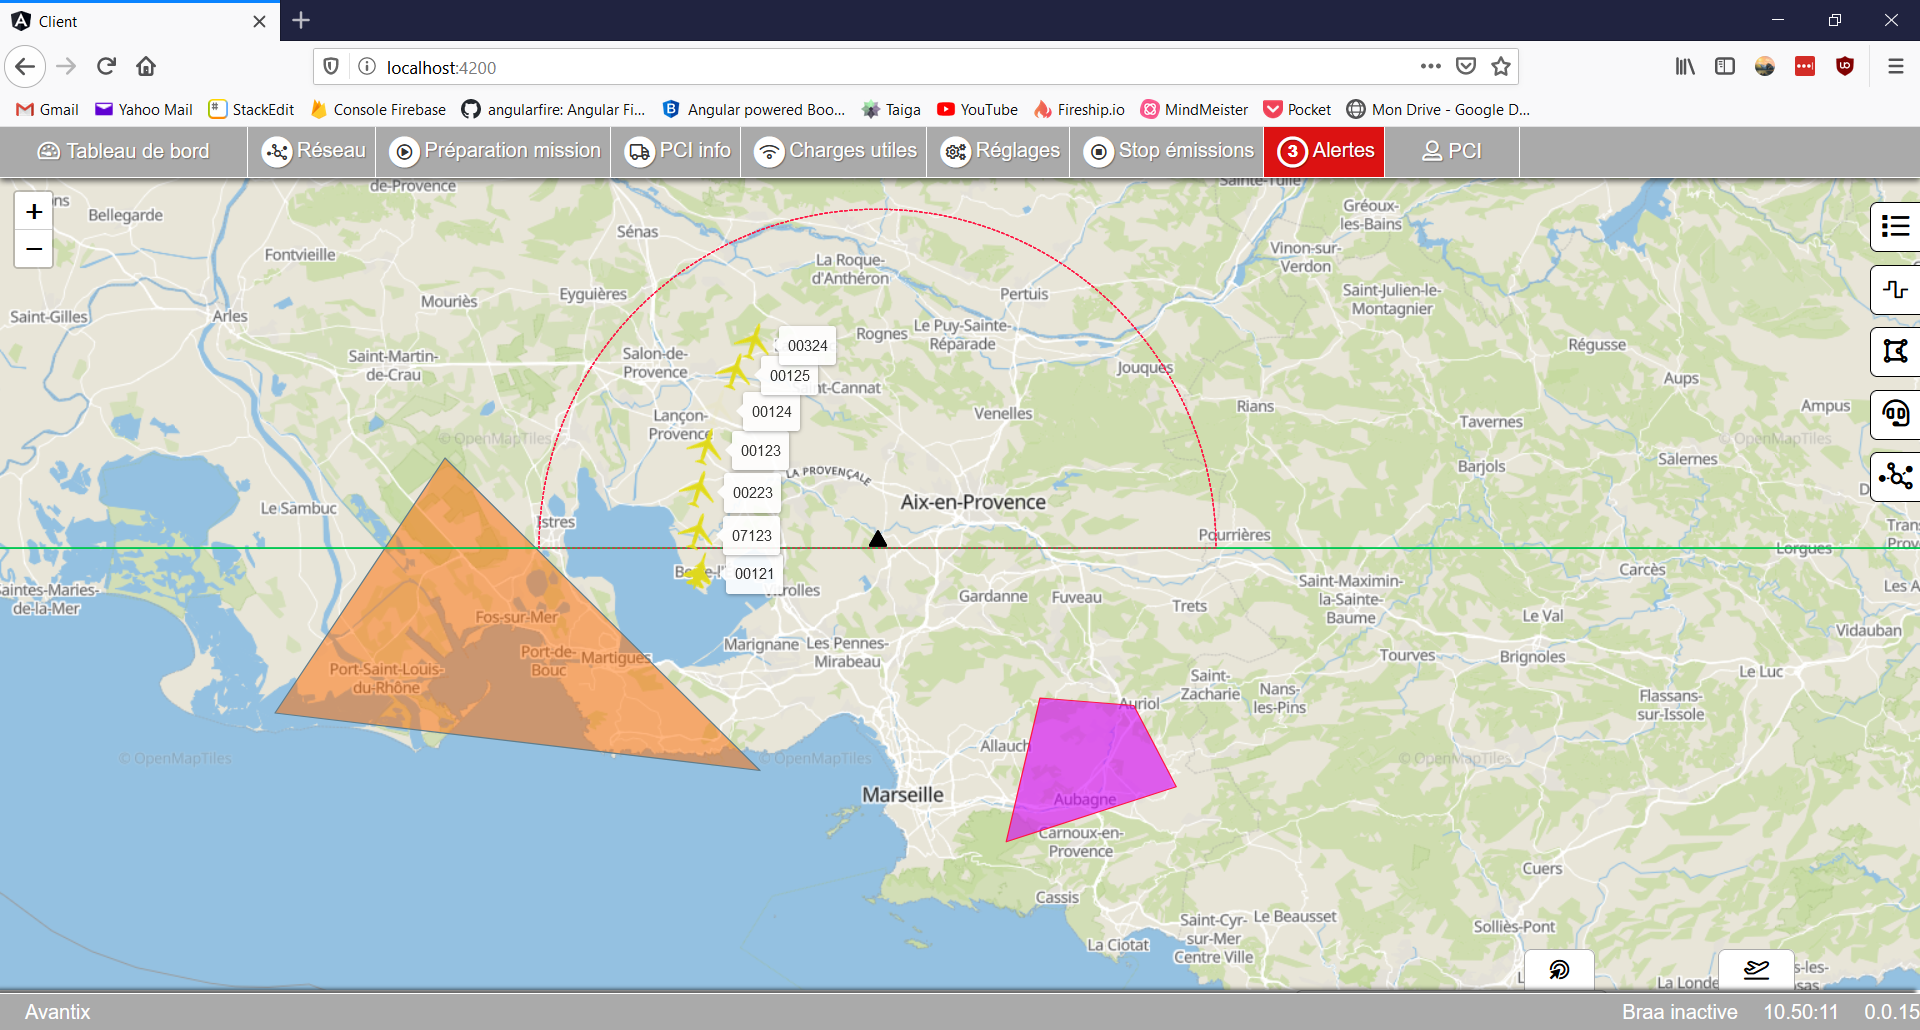 Client
localhost:4200
Gmail
Yahoo Mail
StackEdit
Console Firebase
angularfire: Angular Fi...
Angular powered Boo...
Taiga
YouTube
Fireship.io
MindMeister
Pocket
Mon Drive - Google D...
Tableau de bord
Réseau
Préparation mission
PCI info
Charges utiles
Réglages
Stop émissions
3 Alertes
PCI
+
−
de-Provence
Bellegarde
Sénas
Fontvieille
La Roque-
d'Anthéron
Gréoux-
les-Bains
Vinon-sur-
Verdon
Eyguières
Mouriès
Pertuis
Saint-Julien-le-
Montagnier
Saint-Gilles
Arles
Rognes
Le Puy-Sainte-
Réparade
00324
Régusse
Saint-Martin-
de-Crau
Salon-de-
Provence
Jouques
00125
Aups
00124
Lançon-
Provence
Venelles
Rians
Tavernes
Ampus
© OpenMapTiles
© OpenMapTiles
00123
Barjols
Salernes
LA PROVENÇALE
00223
Aix-en-Provence
Le Sambuc
Istres
07123
Pourrières
Lorgues
00121
Carcès
Saint-Maximin-
la-Sainte-
Baume
Gardanne
Fuveau
Trets
Le Val
Fos-sur-Mer
Vidauban
Marignane
Les Pennes-
Mirabeau
Port-de-
Bouc
Martigues
Tourves
Brignoles
Port-Saint-Louis-
du-Rhône
Le Luc
Saint-
Zacharie
Nans-
les-Pins
Flassans-
sur-Issole
Auriol
Allauch
© OpenMapTiles
© OpenMapTiles
© OpenMapTiles
Marseille
Aubagne
Carnoux-en-
Provence
Cuers
Cassis
Saint-Cyr-
sur-Mer
Centre Ville
Le Beausset
Solliès-Pont
La Ciotat
La Londe
Avantix
Braa inactive
10.50:11
0.0.15